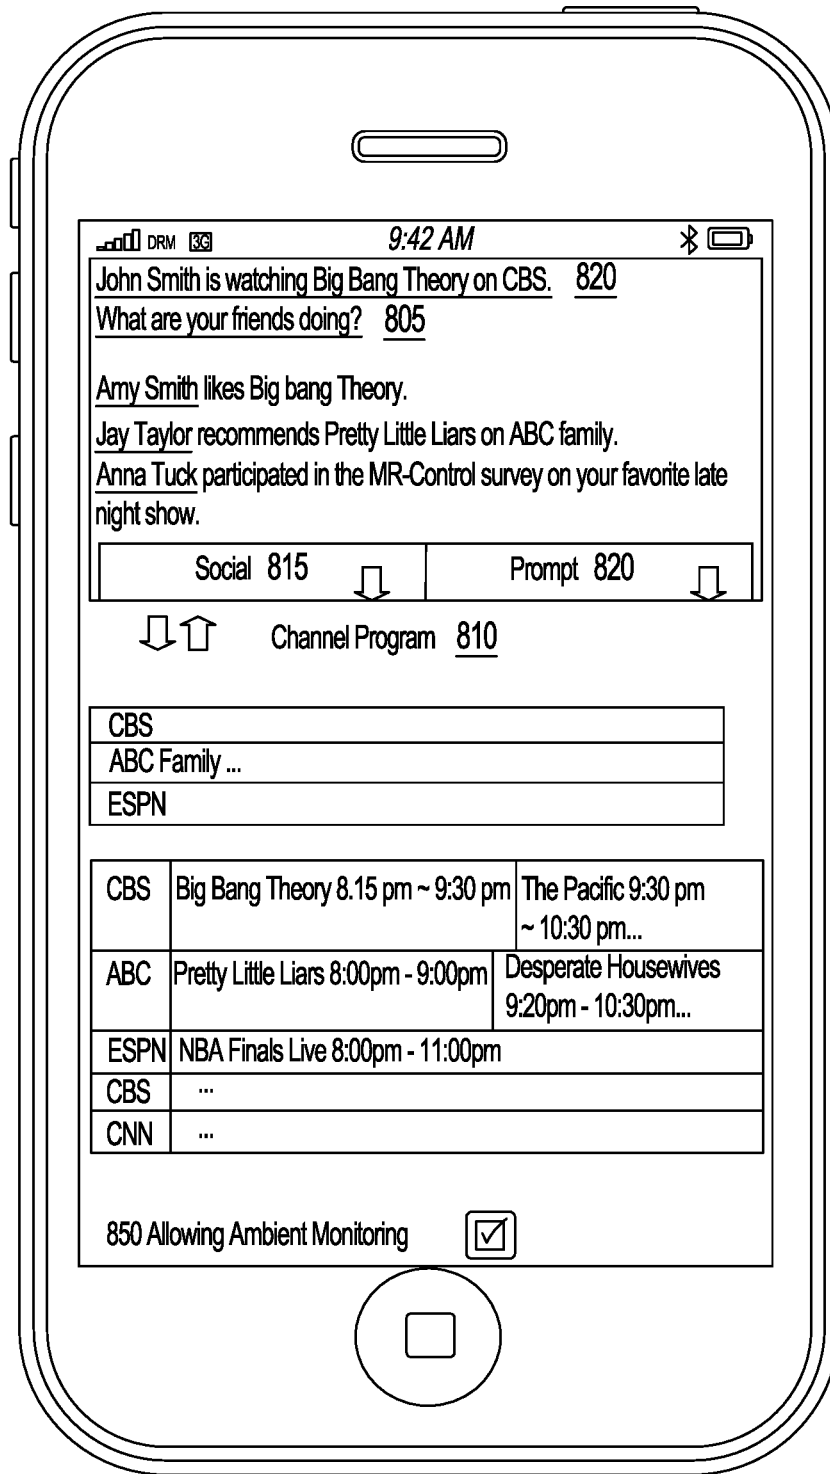 DRM 3G 9:42 AM
John Smith is watching Big Bang Theory on CBS. 820
What are your friends doing? 805
Amy Smith likes Big bang Theory.
Jay Taylor recommends Pretty Little Liars on ABC family.
Anna Tuck participated in the MR-Control survey on your favorite late
night show.
Social 815 Prompt 820
Channel Program 810
CBS
ABC Family ...
ESPN
CBS Big Bang Theory 8.15 pm ~ 9:30 pm The Pacific 9:30 pm
~ 10:30 pm...
ABC Pretty Little Liars 8:00pm - 9:00pm Desperate Housewives
9:20pm - 10:30pm...
ESPN NBA Finals Live 8:00pm - 11:00pm
CBS ...
CNN ...
850 Allowing Ambient Monitoring